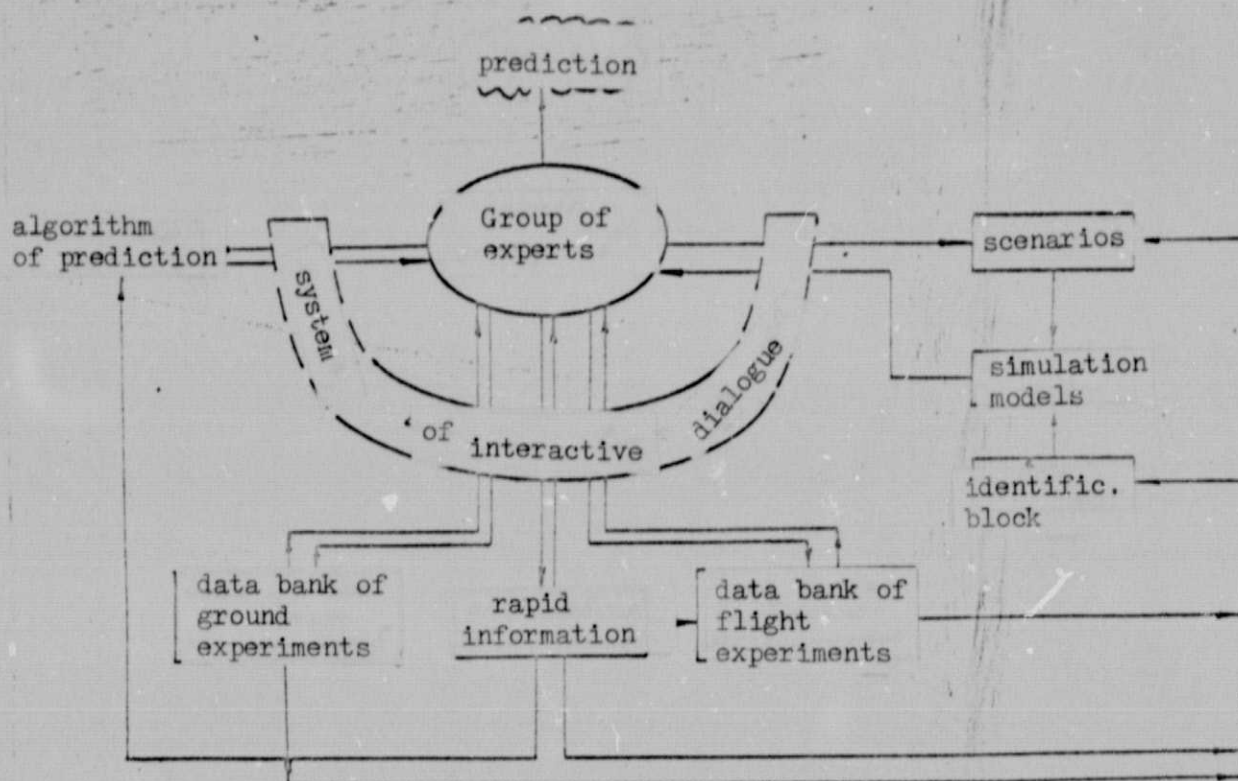 prediction
Group of
experts
algorithm
of prediction
system
of interactive
dialogue
scenarios
simulation
models
identific.
block
data bank of
ground
experiments
rapid
information
data bank of
flight
experiments